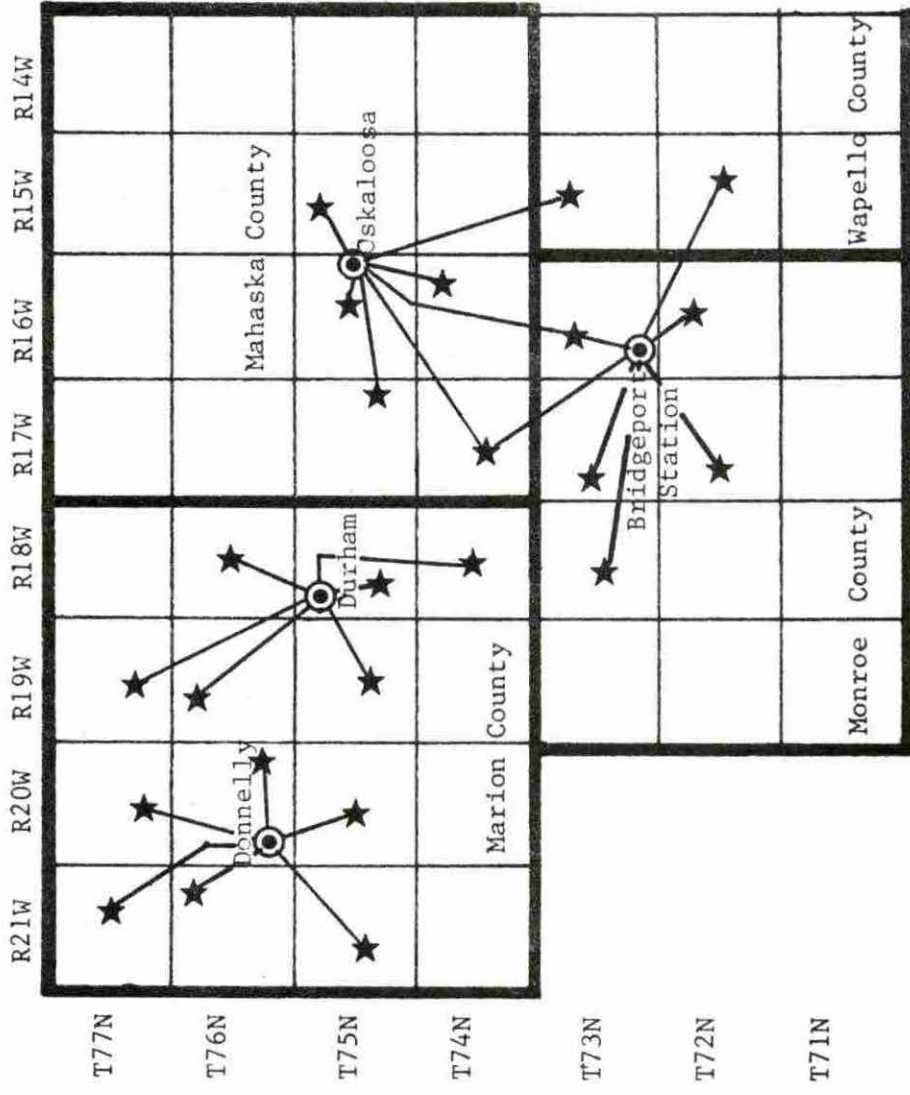 R21W R20W R19W R18W R17W R16W R15W R14W
T77N
T76N
T75N
T74N
T73N
T72N
T71N
Donnelly
Durham
Mahaska County
Oskaloosa
Marion County
Bridgeport
Station
Monroe County
Wapello County